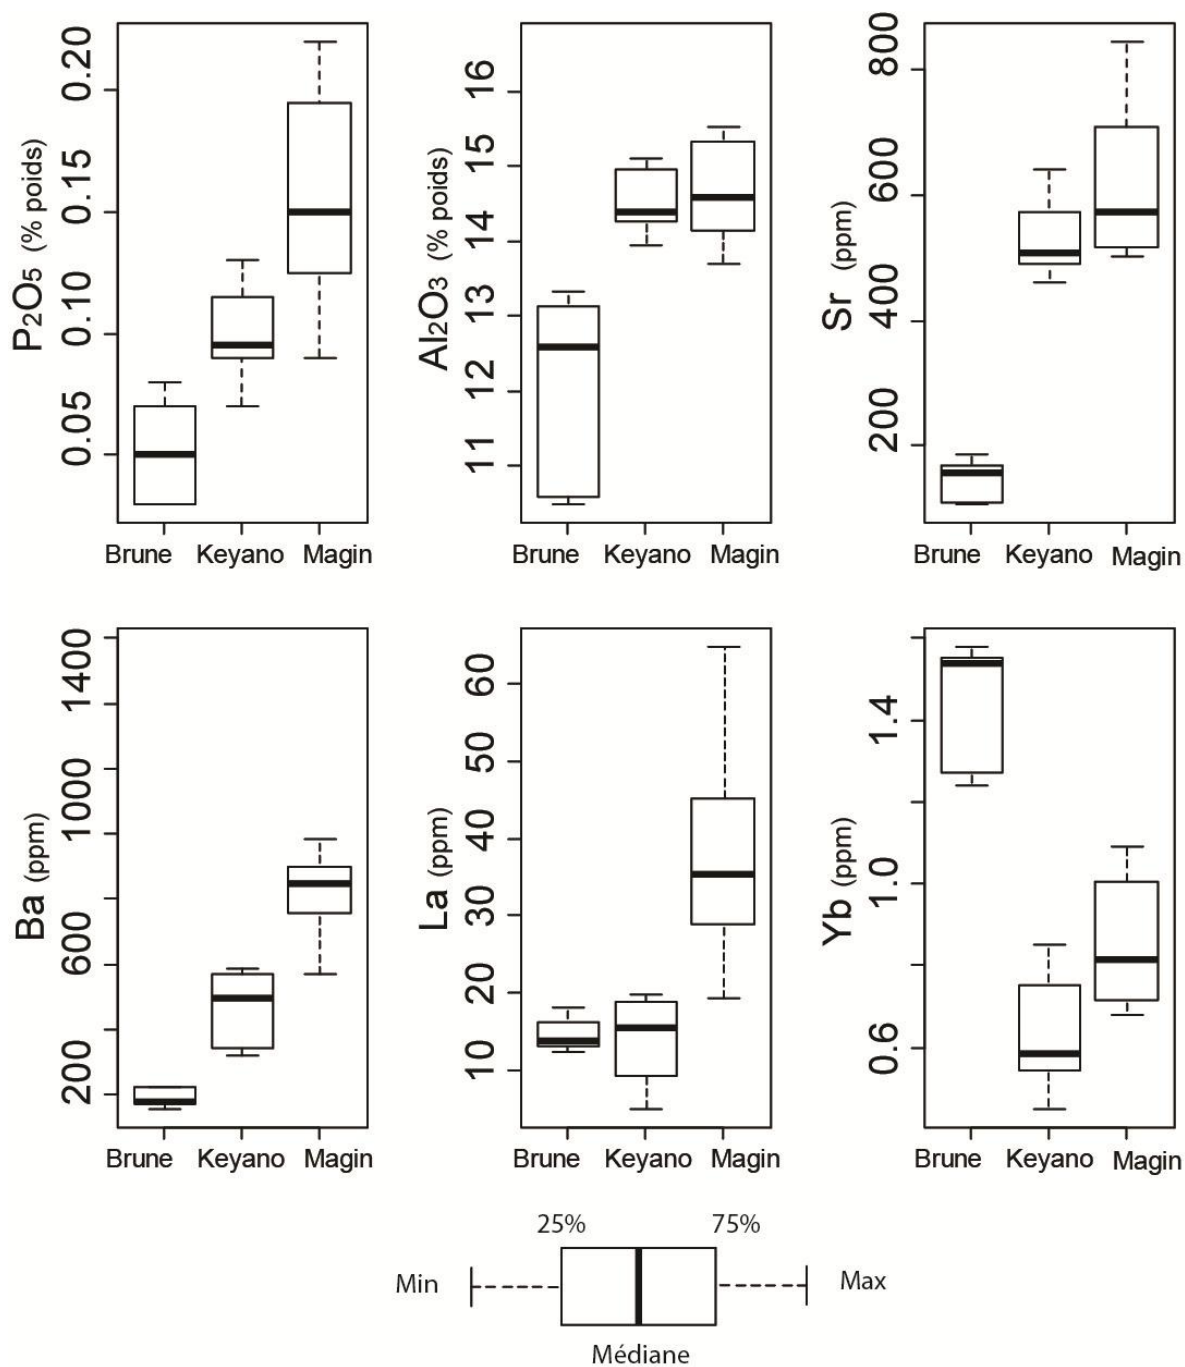 P2O5 (% poids)
0.20
0.15
0.10
0.05
Brune Keyano Magin
Al2O3 (% poids)
16
15
14
13
12
11
Brune Keyano Magin
Sr (ppm)
800
600
400
200
Brune Keyano Magin
Ba (ppm)
1400
1000
600
200
Brune Keyano Magin
La (ppm)
60
50
40
30
20
10
Brune Keyano Magin
Yb (ppm)
1.4
1.0
0.6
Brune Keyano Magin
25% 75%
Min Max
Médiane